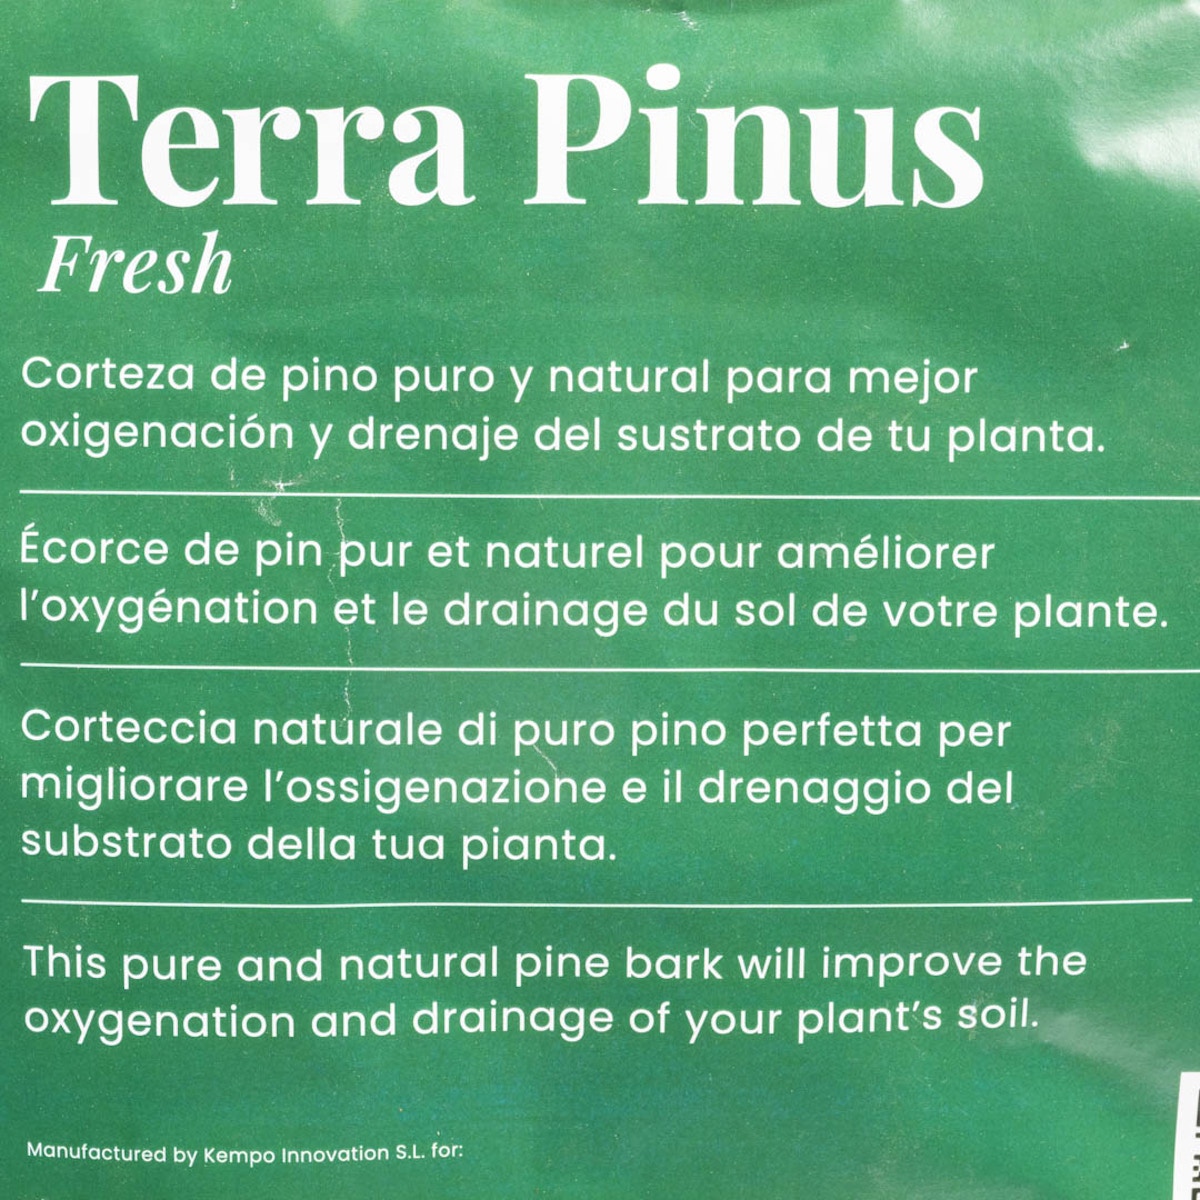 Terra Pinus
Fresh
Corteza de pino puro y natural para mejor
oxigenación y drenaje del sustrato de tu planta.
Écorce de pin pur et naturel pour améliorer
l’oxygénation et le drainage du sol de votre plante.
Corteccia naturale di puro pino perfetta per
migliorare l’ossigenazione e il drenaggio del
substrato della tua pianta.
This pure and natural pine bark will improve the
oxygenation and drainage of your plant’s soil.
Manufactured by Kempo Innovation S.L. for: